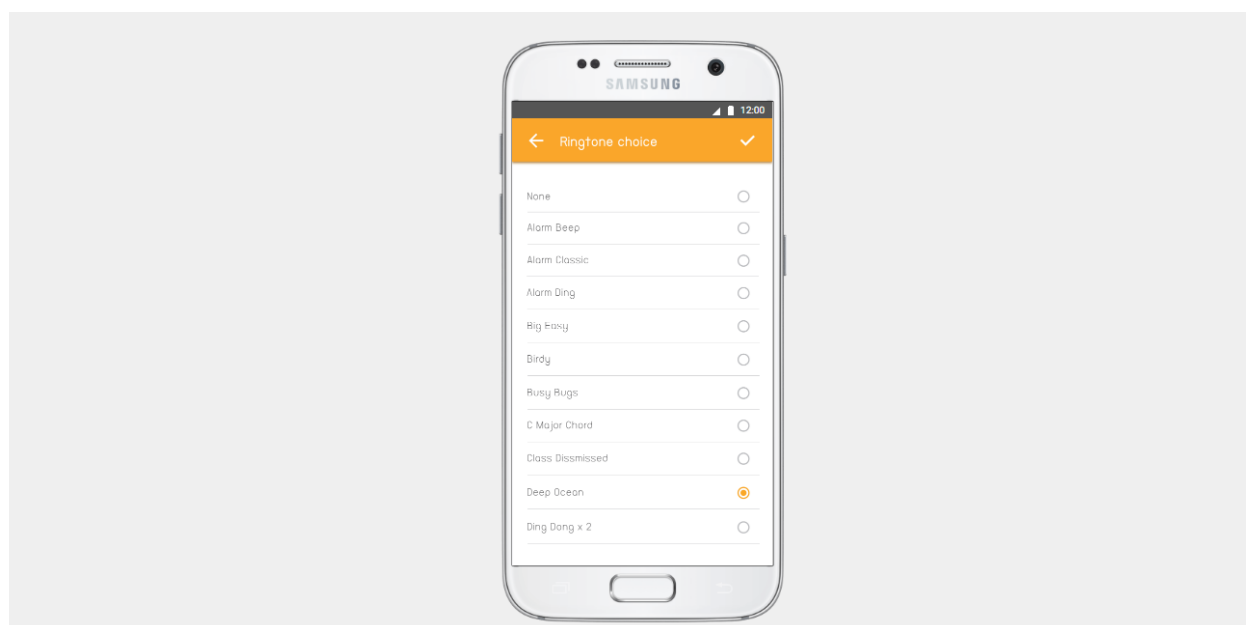 SAMSUNG
12:00
Ringtone choice
None
Alarm Beep
Alarm Classic
Alarm Ding
Big Easy
Birdy
Busy Bugs
C Major Chord
Class Dissmissed
Deep Ocean
Ding Dong x 2